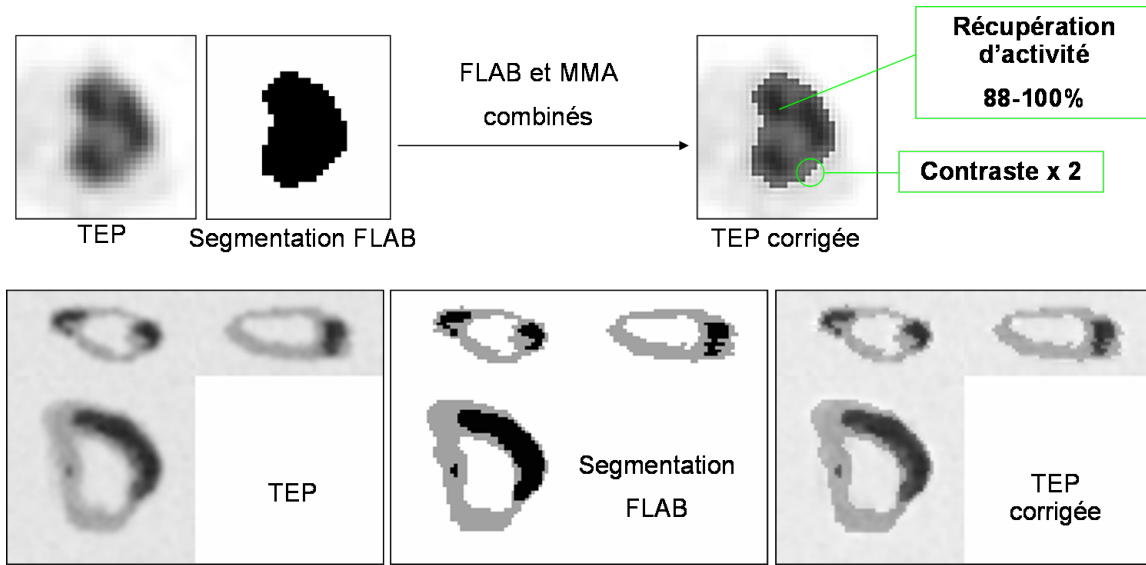 Récupération
d'activité
88-100%
FLAB et MMA
combinés
Contraste x 2
TEP
Segmentation FLAB
TEP corrigée
TEP
Segmentation
FLAB
TEP
corrigée